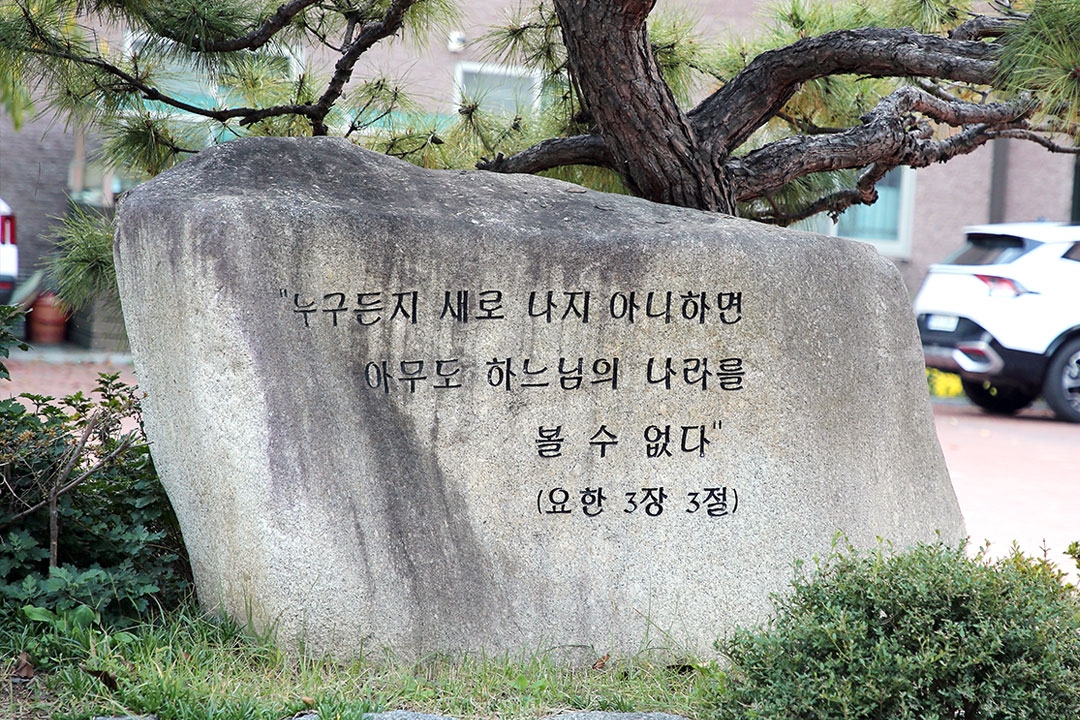 "누구든지 새로 나지 아니하면
아무도 하느님의 나라를
볼 수 없다"
(요한 3장 3절)